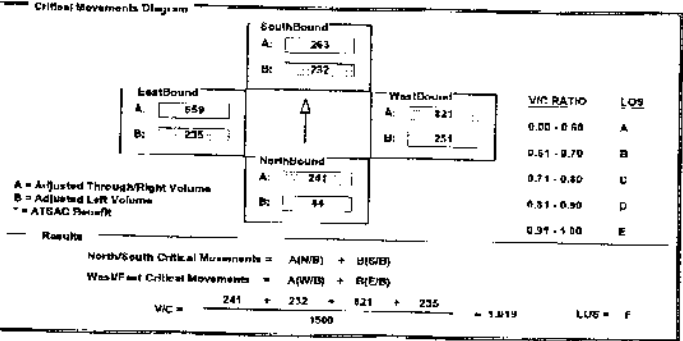 Critical Movements Diagram
SouthBound
A: 263
B: 232
EastBound
A: 659
B: 235
WestBound
A: 821
B: 251
NorthBound
A: 241
B: 44
V/C RATIO LOS
0.00 - 0.60 A
0.61 - 0.70 B
0.71 - 0.80 C
0.81 - 0.90 D
0.91 - 1.00 E
A = Adjusted Through/Right Volume
B = Adjusted Left Volume
* = ATSAC Benefit
Results
North/South Critical Movements = A(N/B) + B(S/B)
West/East Critical Movements = A(W/B) + B(E/B)
V/C = 241 + 232 + 821 + 235 = 1.019 LOS = F
1500